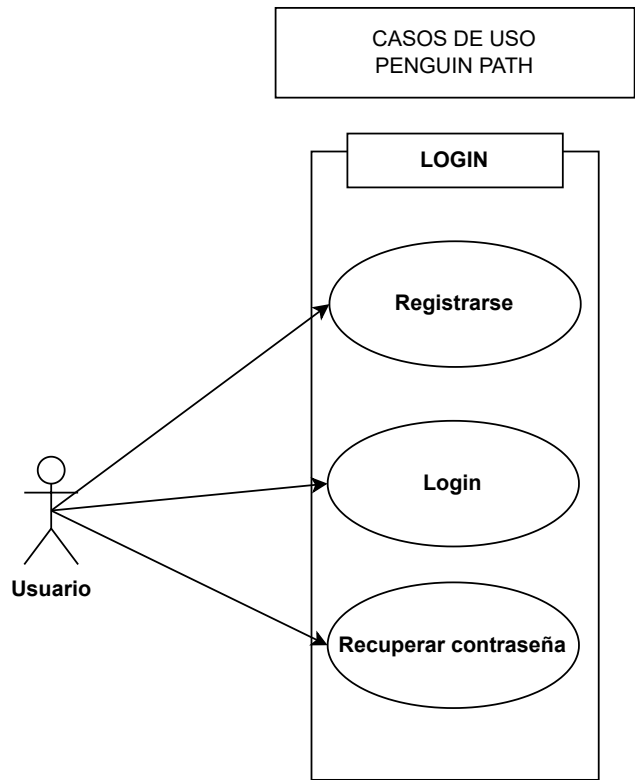 CASOS DE USO
PENGUIN PATH
LOGIN
Registrarse
Login
Usuario
Recuperar contraseña